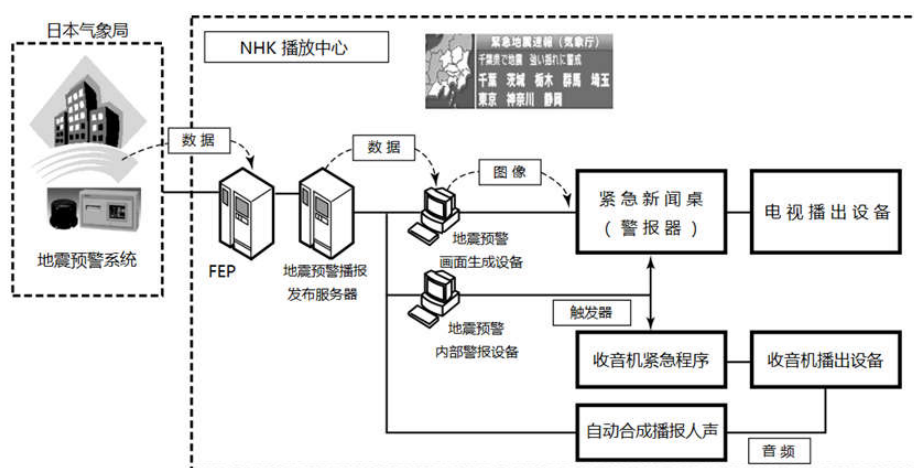 日本气象局
NHK 播放中心
緊急地震速報(気象庁)
千葉県で地震 強い揺れに警戒
千葉 茨城 栃木 群馬 埼玉
東京 神奈川 静岡
数 据
数 据
图 像
地震预警系统
FEP
地震预警播报
发布服务器
地震预警
画面生成设备
紧 急 新 闻 桌
( 警 报 器 )
电 视 播 出 设 备
地震预警
内部警报设备
触发器
收音机紧急程序
收音机播出设备
自动合成播报人声
音 频